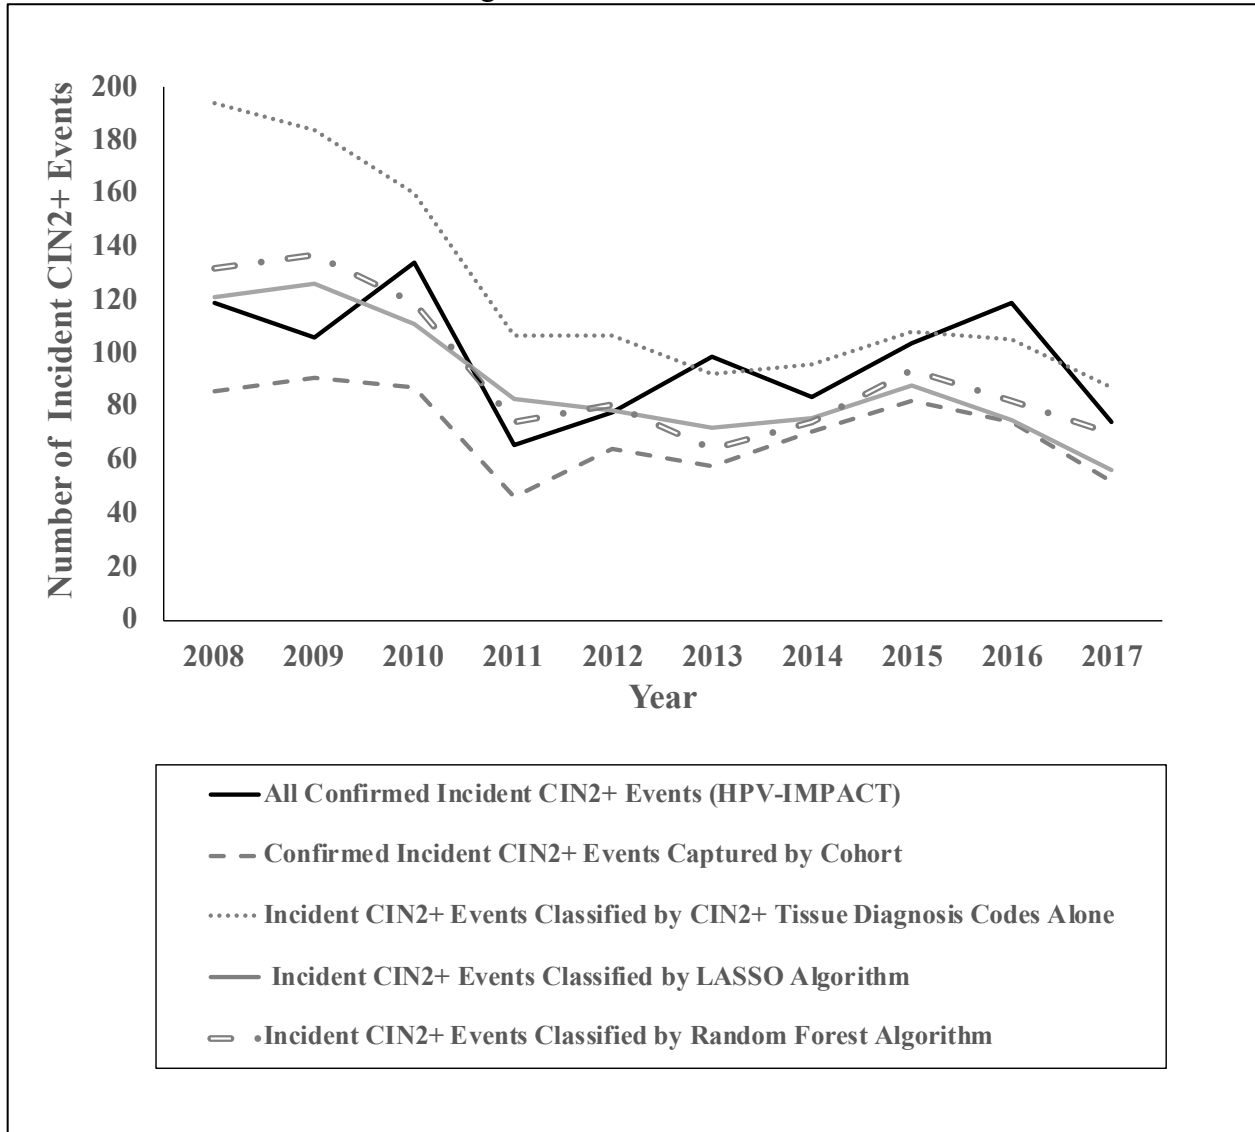 Number of Incident CIN2+ Events
200
180
160
140
120
100
80
60
40
20
0
2008 2009 2010 2011 2012 2013 2014 2015 2016 2017
Year
All Confirmed Incident CIN2+ Events (HPV-IMPACT)
Confirmed Incident CIN2+ Events Captured by Cohort
Incident CIN2+ Events Classified by CIN2+ Tissue Diagnosis Codes Alone
Incident CIN2+ Events Classified by LASSO Algorithm
Incident CIN2+ Events Classified by Random Forest Algorithm